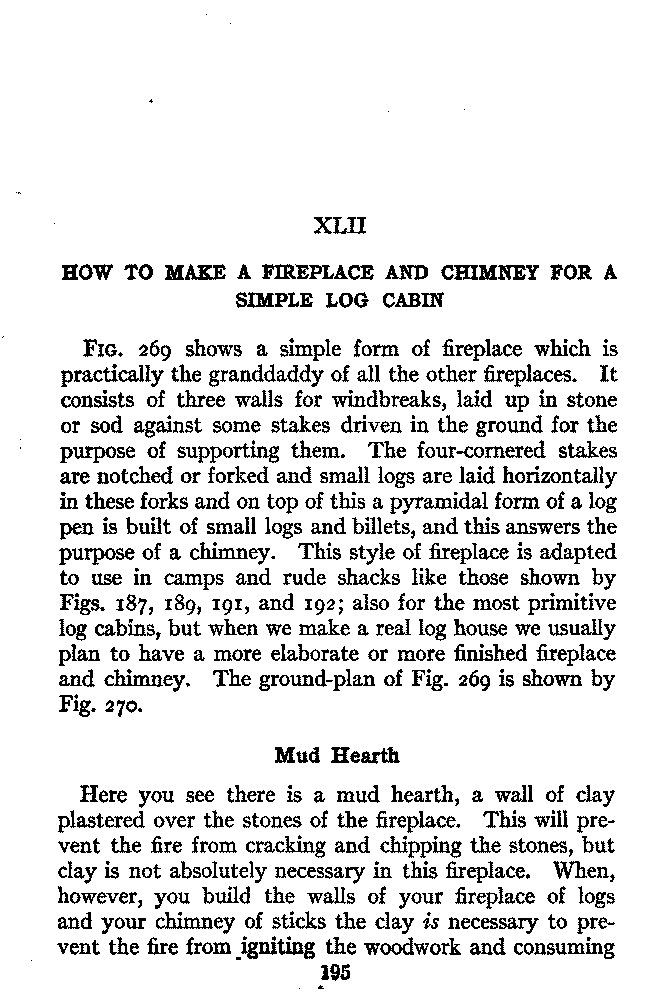 XLII
HOW TO MAKE A FIREPLACE AND CHIMNEY FOR A
SIMPLE LOG CABIN
FIG. 269 shows a simple form of fireplace which is
practically the granddaddy of all the other fireplaces. It
consists of three walls for windbreaks, laid up in stone
or sod against some stakes driven in the ground for the
purpose of supporting them. The four-cornered stakes
are notched or forked and small logs are laid horizontally
in these forks and on top of this a pyramidal form of a log
pen is built of small logs and billets, and this answers the
purpose of a chimney. This style of fireplace is adapted
to use in camps and rude shacks like those shown by
Figs. 187, 189, 191, and 192; also for the most primitive
log cabins, but when we make a real log house we usually
plan to have a more elaborate or more finished fireplace
and chimney. The ground-plan of Fig. 269 is shown by
Fig. 270.
Mud Hearth
Here you see there is a mud hearth, a wall of clay
plastered over the stones of the fireplace. This will pre-
vent the fire from cracking and chipping the stones, but
clay is not absolutely necessary in this fireplace. When,
however, you build the walls of your fireplace of logs
and your chimney of sticks the clay is necessary to pre-
vent the fire from igniting the woodwork and consuming
195